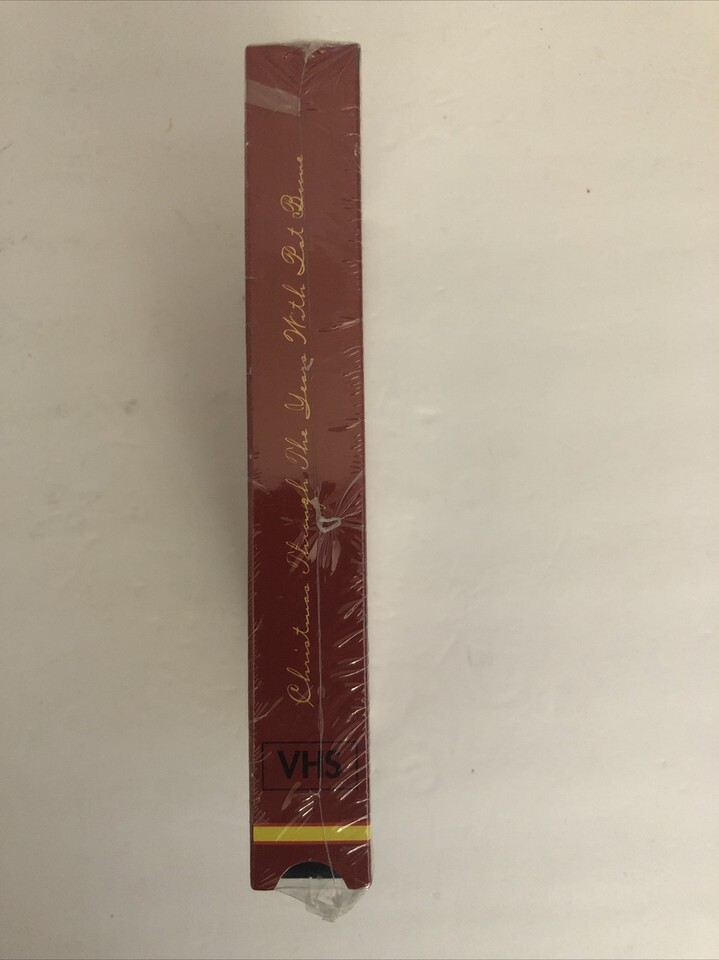 Christmas Through The Years With Pat Boone
VHS